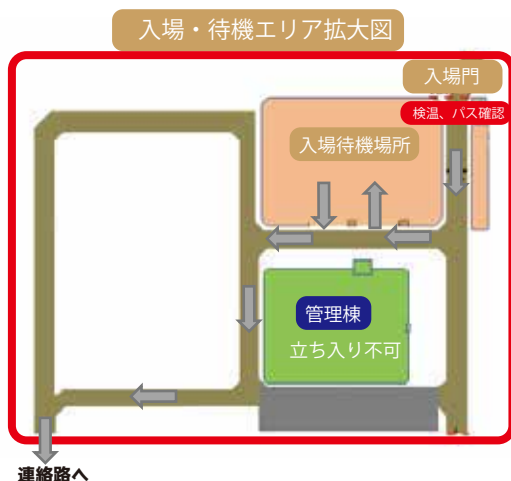 入場・待機エリア拡大図
入場門
検温、パス確認
入場待機場所
管理棟
立ち入り不可
連絡路へ